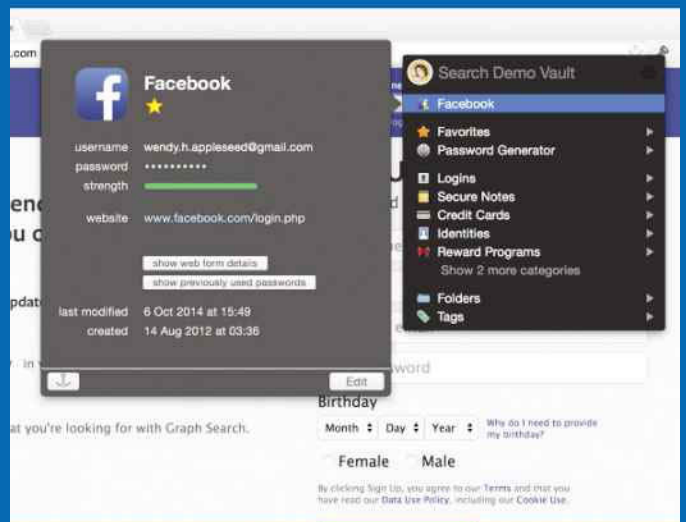 .com
Facebook
username wendy.h.appleseed@gmail.com
password ••••••••••
strength
website www.facebook.com/login.php
show web form details
show previously used passwords
last modified 6 Oct 2014 at 15:49
created 14 Aug 2012 at 03:36
Edit
Search Demo Vault
Facebook
Favorites
Password Generator
Logins
Secure Notes
Credit Cards
Identities
Reward Programs
Show 2 more categories
Folders
Tags
Birthday
Month Day Year
Why do I need to provide
my birthday?
Female Male
at you're looking for with Graph Search.
By clicking Sign Up, you agree to our Terms and that you
have read our Data Use Policy, including our Cookie Use.